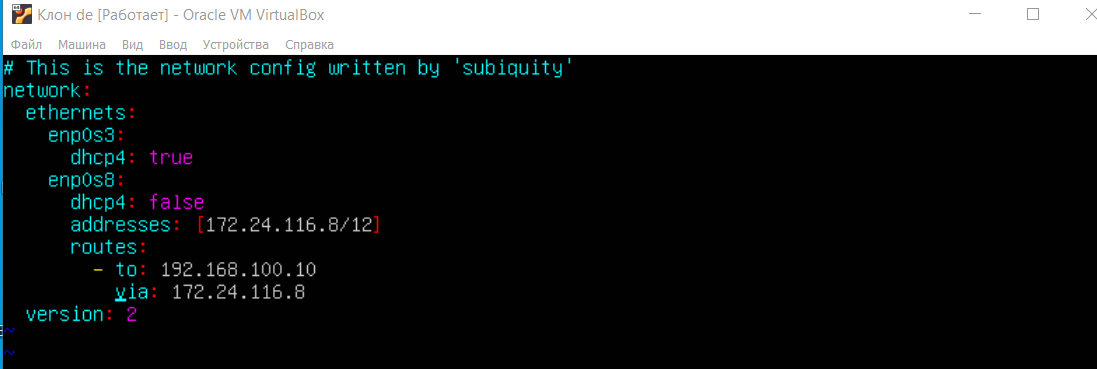 Клон de [Работает] - Oracle VM VirtualBox
Файл Машина Вид Ввод Устройства Справка
# This is the network config written by 'subiquity'
network:
  ethernets:
    enp0s3:
      dhcp4: true
    enp0s8:
      dhcp4: false
      addresses: [172.24.116.8/12]
      routes:
        - to: 192.168.100.10
          via: 172.24.116.8
  version: 2
~
~